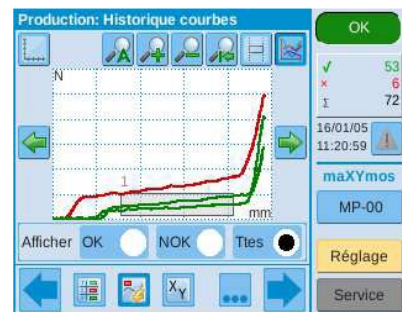 Production: Historique courbes
OK
N
A
1
mm
✓ 53
× 6
Σ 72
16/01/05
11:20:59
maXYmos
MP-00
Afficher OK NOK Ttes
Réglage
XY
...
Service